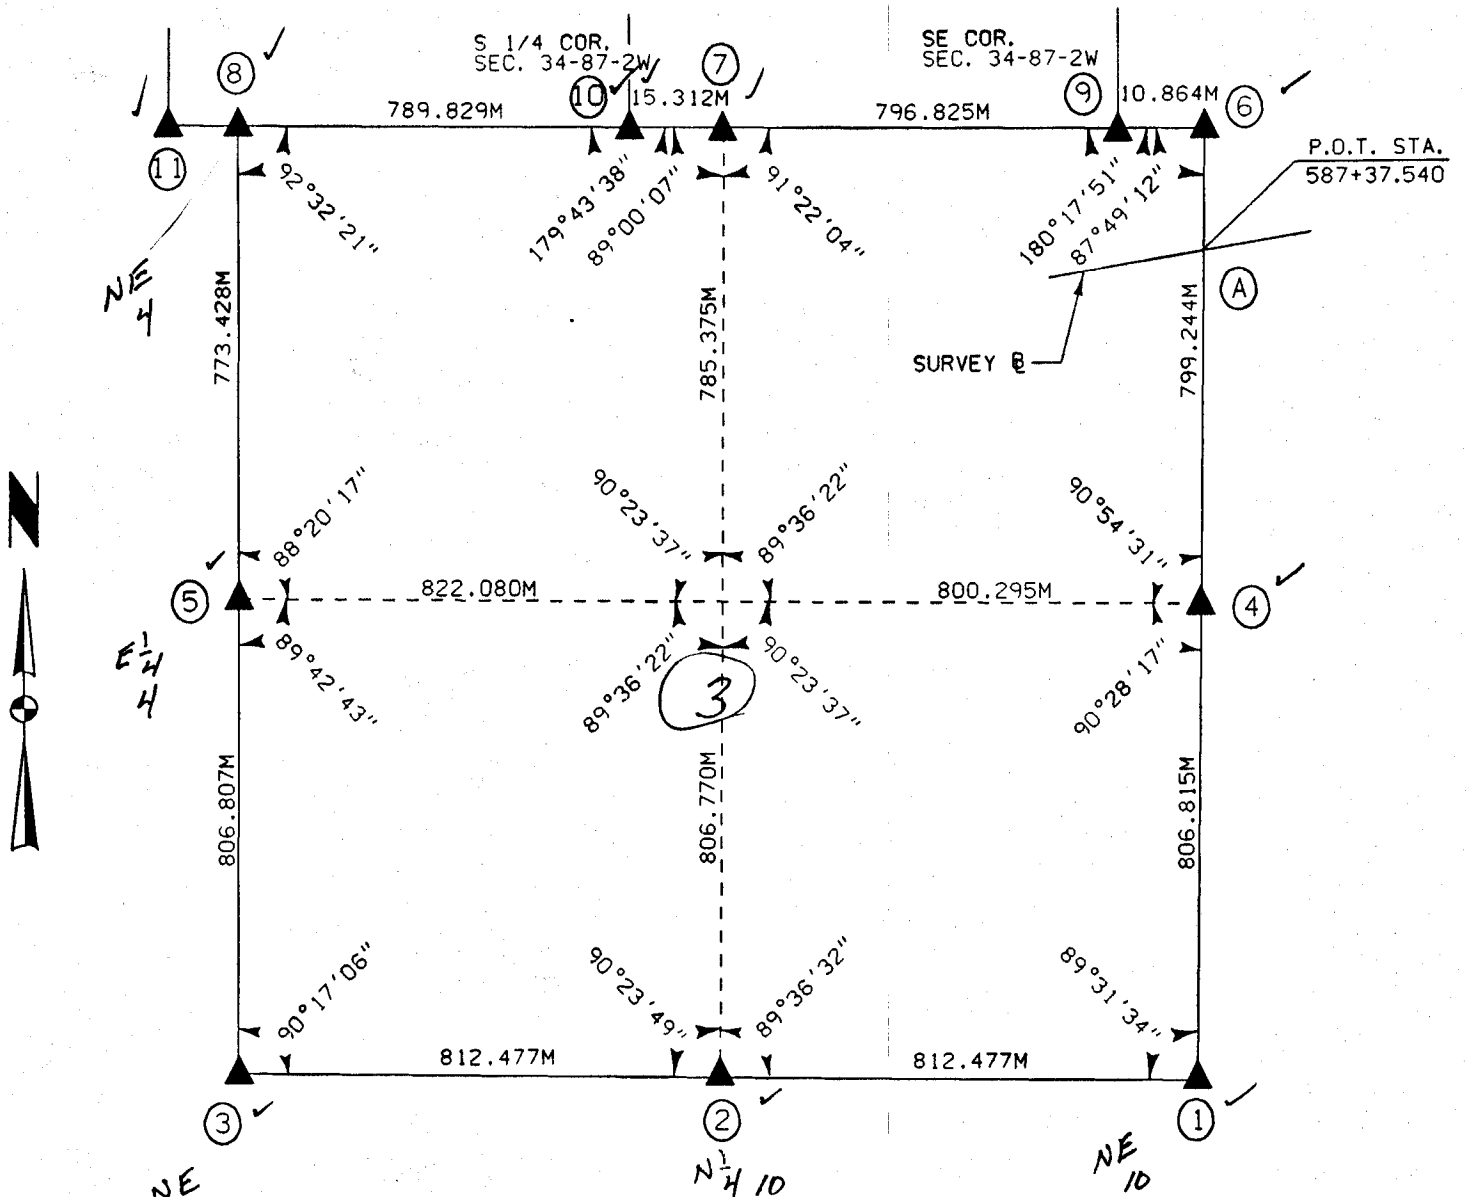 S 1/4 COR.
SEC. 34-87-2W
SE COR.
SEC. 34-87-2W
8
7
10
9
6
11
789.829M
15.312M
796.825M
10.864M
P.O.T. STA.
587+37.540
92°32'21"
179°43'38"
89°00'07"
91°22'04"
180°17'51"
87°49'12"
A
NE
4
773.428M
785.375M
799.244M
SURVEY ℄
N
88°20'17"
90°23'37"
89°36'22"
90°54'31"
5
822.080M
800.295M
4
E 1/4
4
89°42'43"
89°36'22"
90°23'37"
90°28'17"
3
806.807M
806.770M
806.815M
90°17'06"
90°23'49"
89°36'32"
89°31'34"
812.477M
812.477M
3
2
1
NE
N 1/4 10
NE
10